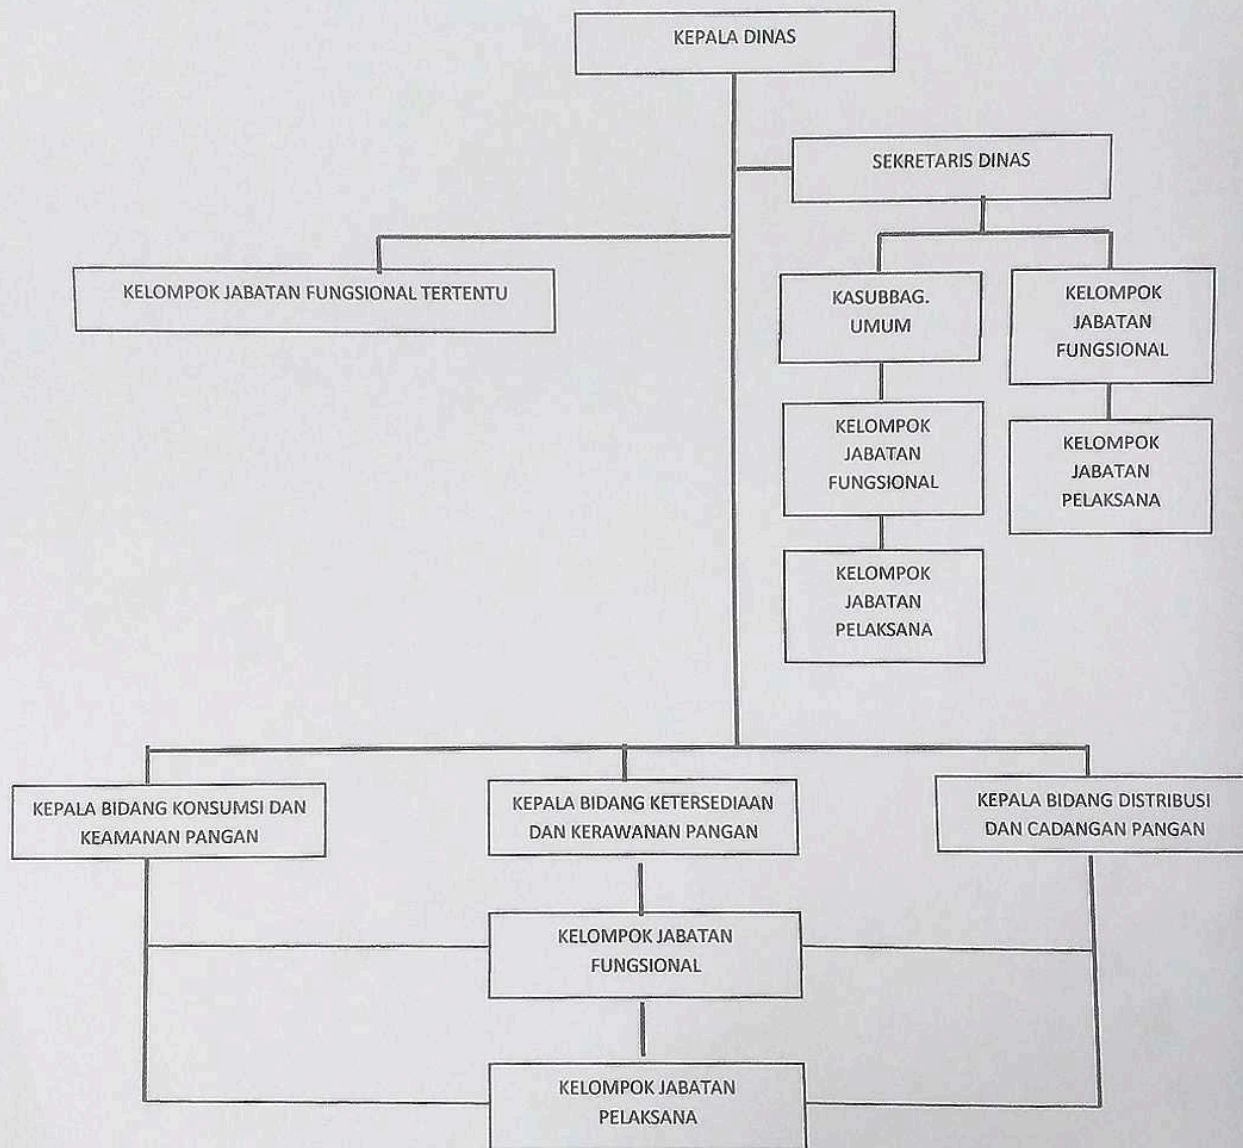 KEPALA DINAS
SEKRETARIS DINAS
KELOMPOK JABATAN FUNGSIONAL TERTENTU
KASUBBAG.
UMUM
KELOMPOK
JABATAN
FUNGSIONAL
KELOMPOK
JABATAN
FUNGSIONAL
KELOMPOK
JABATAN
PELAKSANA
KELOMPOK
JABATAN
PELAKSANA
KEPALA BIDANG KONSUMSI DAN
KEAMANAN PANGAN
KEPALA BIDANG KETERSEDIAAN
DAN KERAWANAN PANGAN
KEPALA BIDANG DISTRIBUSI
DAN CADANGAN PANGAN
KELOMPOK JABATAN
FUNGSIONAL
KELOMPOK JABATAN
PELAKSANA